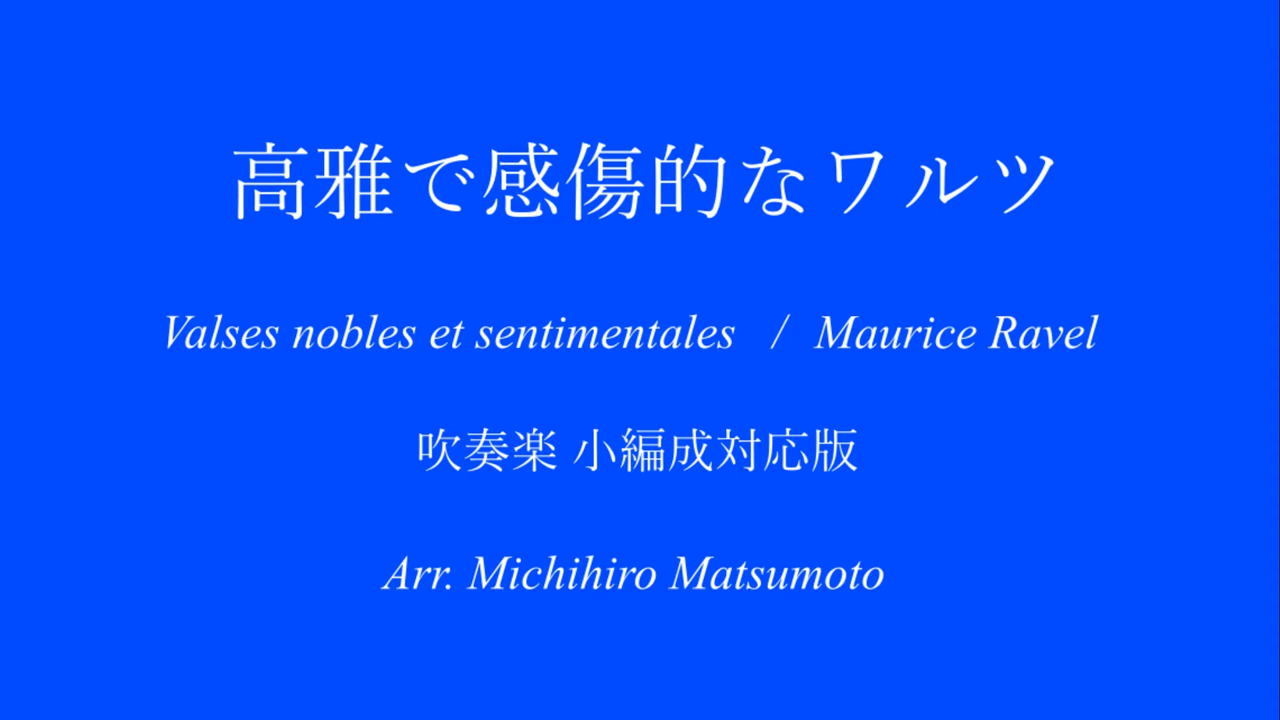 高雅で感傷的なワルツ
Valses nobles et sentimentales / Maurice Ravel
吹奏楽 小編成対応版
Arr. Michihiro Matsumoto